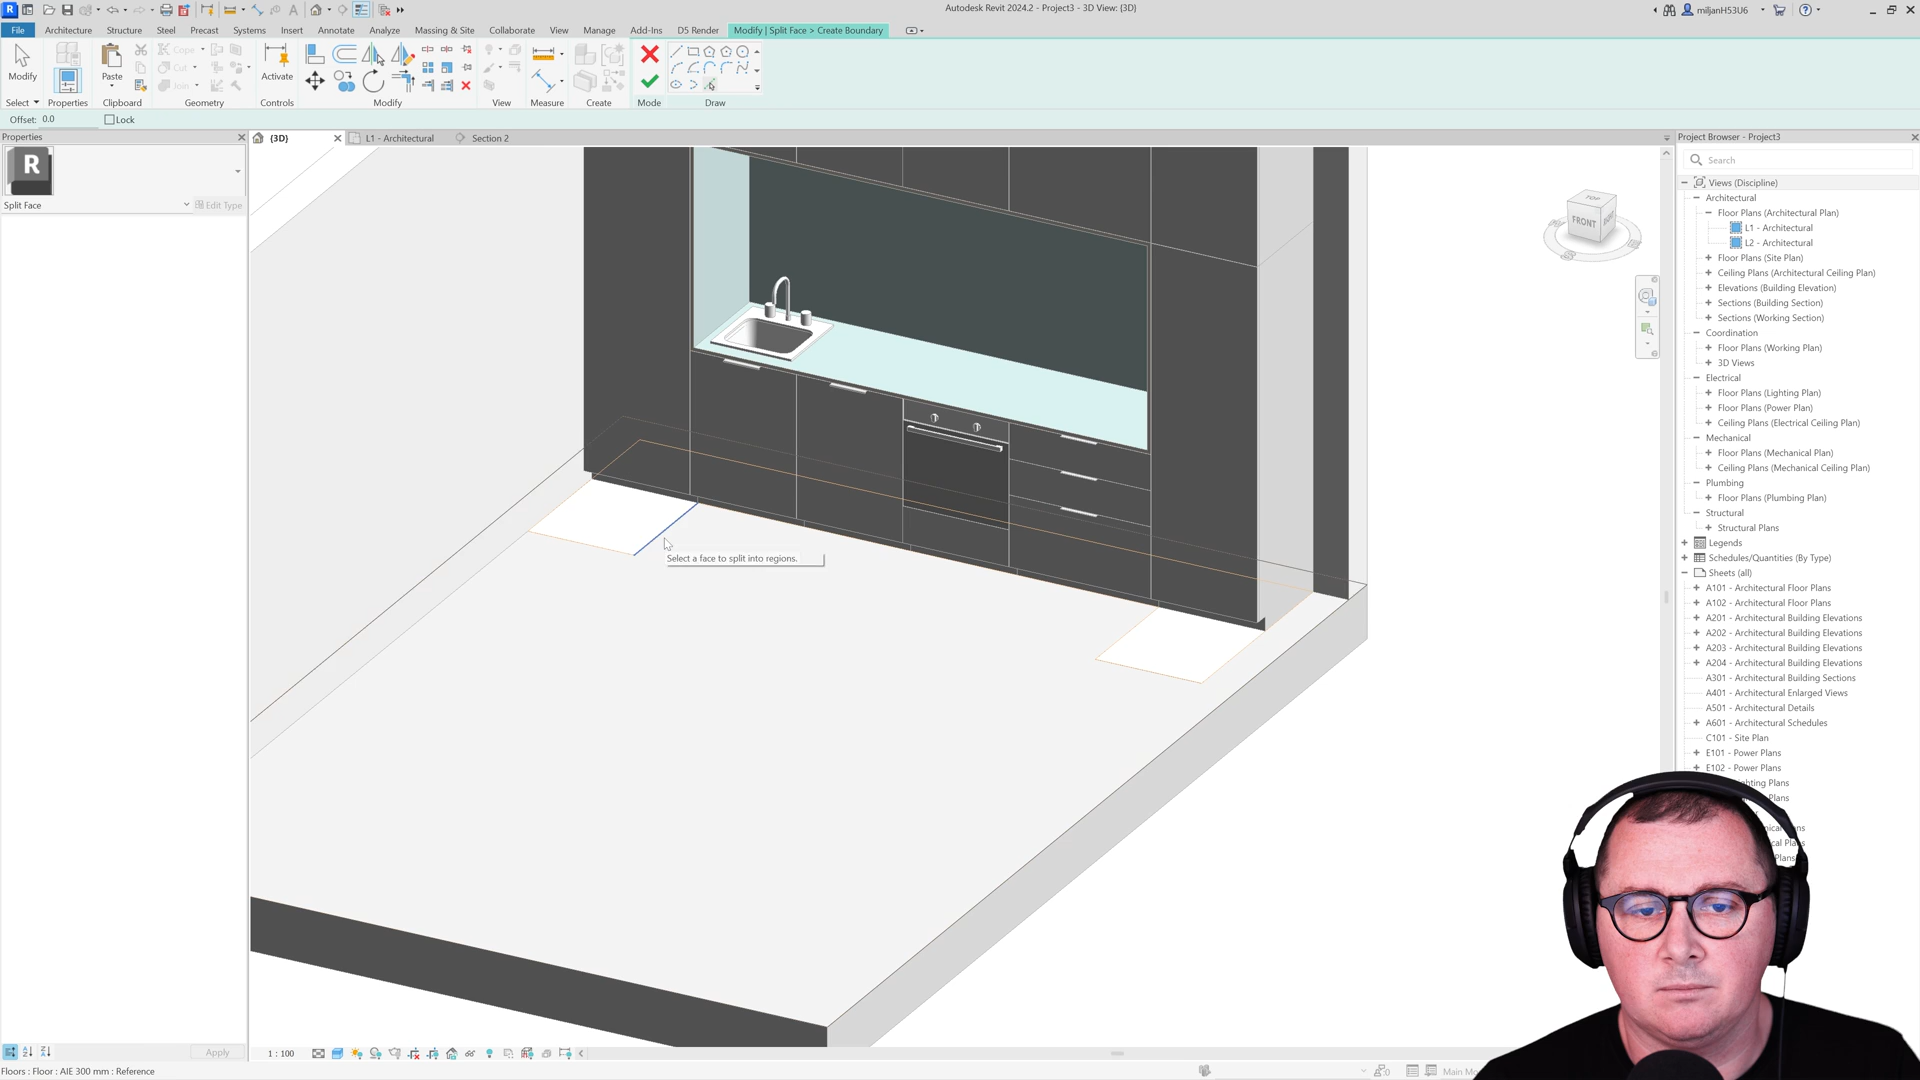 Autodesk Revit 2024.2 - Project3 - 3D View: {3D}
miljanH53U6
File
Architecture
Structure
Steel
Precast
Systems
Insert
Annotate
Analyze
Massing & Site
Collaborate
View
Manage
Add-Ins
D5 Render
Modify | Split Face > Create Boundary
Modify
Paste
Cope
Cut
Join
Activate
Select
Properties
Clipboard
Geometry
Controls
Modify
View
Measure
Create
Mode
Draw
Offset: 0.0
Lock
Properties
{3D}
L1 - Architectural
Section 2
Project Browser - Project3
R
Split Face
Edit Type
Search
TOP
FRONT
Select a face to split into regions.
Views (Discipline)
Architectural
Floor Plans (Architectural Plan)
L1 - Architectural
L2 - Architectural
Floor Plans (Site Plan)
Ceiling Plans (Architectural Ceiling Plan)
Elevations (Building Elevation)
Sections (Building Section)
Sections (Working Section)
Coordination
Floor Plans (Working Plan)
3D Views
Electrical
Floor Plans (Lighting Plan)
Floor Plans (Power Plan)
Ceiling Plans (Electrical Ceiling Plan)
Mechanical
Floor Plans (Mechanical Plan)
Ceiling Plans (Mechanical Ceiling Plan)
Plumbing
Floor Plans (Plumbing Plan)
Structural
Structural Plans
Legends
Schedules/Quantities (By Type)
Sheets (all)
A101 - Architectural Floor Plans
A102 - Architectural Floor Plans
A201 - Architectural Building Elevations
A202 - Architectural Building Elevations
A203 - Architectural Building Elevations
A204 - Architectural Building Elevations
A301 - Architectural Building Sections
A401 - Architectural Enlarged Views
A501 - Architectural Details
A601 - Architectural Schedules
C101 - Site Plan
E101 - Power Plans
E102 - Power Plans
Plans
Plans
Plans
Apply
1 : 100
Floors : Floor : AIE 300 mm : Reference
:0
Main Mo